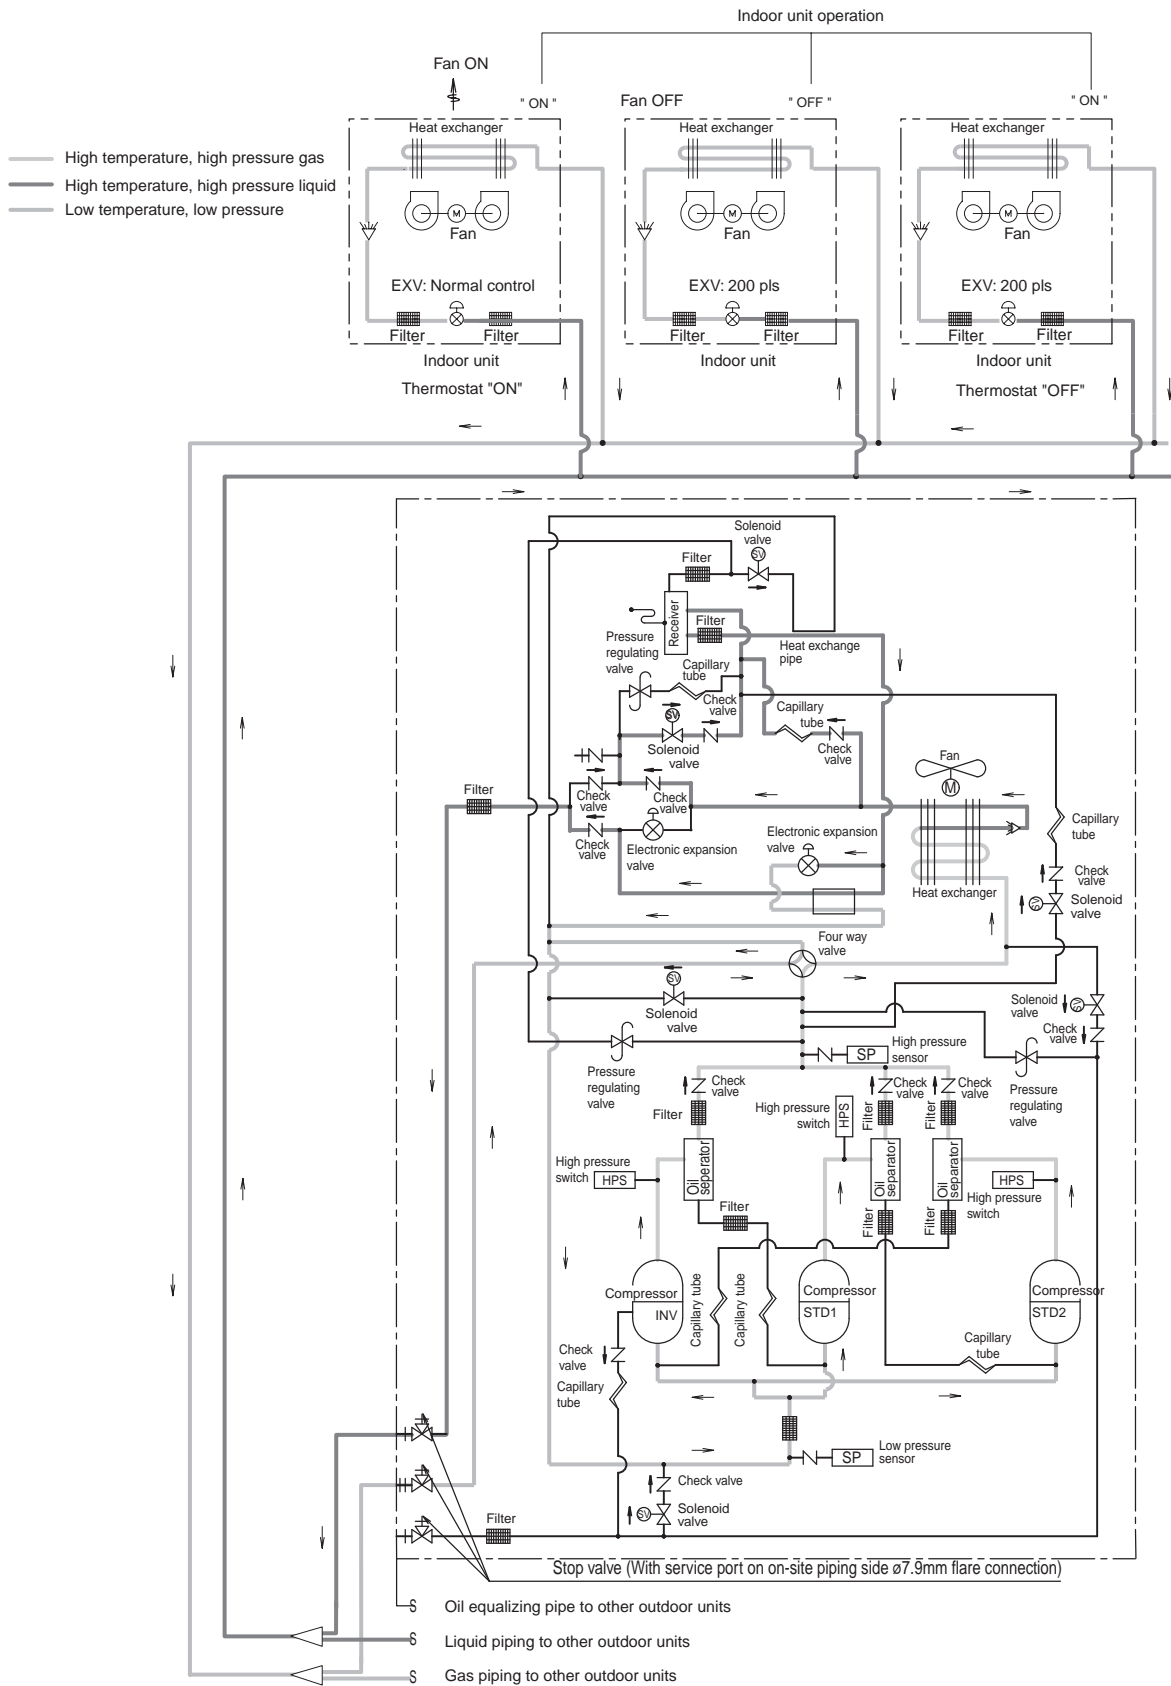 Indoor unit operation
Fan ON
" ON "
Fan OFF
" OFF "
" ON "
High temperature, high pressure gas
High temperature, high pressure liquid
Low temperature, low pressure
Heat exchanger
M
Fan
EXV: Normal control
Filter
Filter
Indoor unit
Thermostat "ON"
Heat exchanger
M
Fan
EXV: 200 pls
Filter
Filter
Indoor unit
Heat exchanger
M
Fan
EXV: 200 pls
Filter
Filter
Indoor unit
Thermostat "OFF"
Solenoid
valve
SV
Filter
Receiver
Filter
Heat exchange
pipe
Pressure
regulating
valve
Capillary
tube
Check
valve
SV
Solenoid
valve
Capillary
tube
Check
valve
Fan
M
Filter
Check
valve
Check
valve
Check
valve
Electronic expansion
valve
Electronic expansion
valve
Capillary
tube
Check
valve
Heat exchanger
SV
Solenoid
valve
Four way
valve
SV
Solenoid
valve
Solenoid
valve
SV
Check
valve
High pressure
sensor
SP
Pressure
regulating
valve
Pressure
regulating
valve
Check
valve
Filter
High pressure
switch
HPS
Check
valve
Filter
Check
valve
Filter
High pressure
switch
HPS
Oil
seperator
Oil
separator
Oil
separator
HPS
High pressure
switch
Filter
Filter
Filter
Compressor
INV
Capillary tube
Capillary tube
Compressor
STD1
Compressor
STD2
Check
valve
Capillary
tube
Capillary
tube
Low pressure
sensor
SP
Check valve
SV
Solenoid
valve
Filter
Stop valve (With service port on on-site piping side ø7.9mm flare connection)
Oil equalizing pipe to other outdoor units
Liquid piping to other outdoor units
Gas piping to other outdoor units